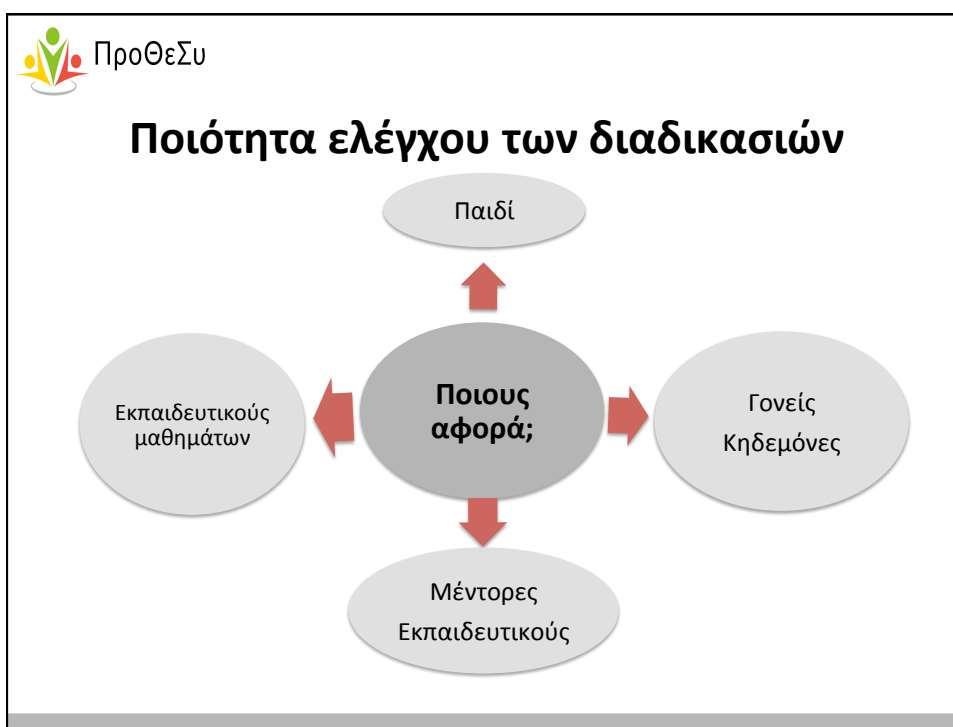 ΠροΘεΣυ
Ποιότητα ελέγχου των διαδικασιών
Παιδί
Εκπαιδευτικούς
μαθημάτων
Ποιους
αφορά;
Γονείς
Κηδεμόνες
Μέντορες
Εκπαιδευτικούς